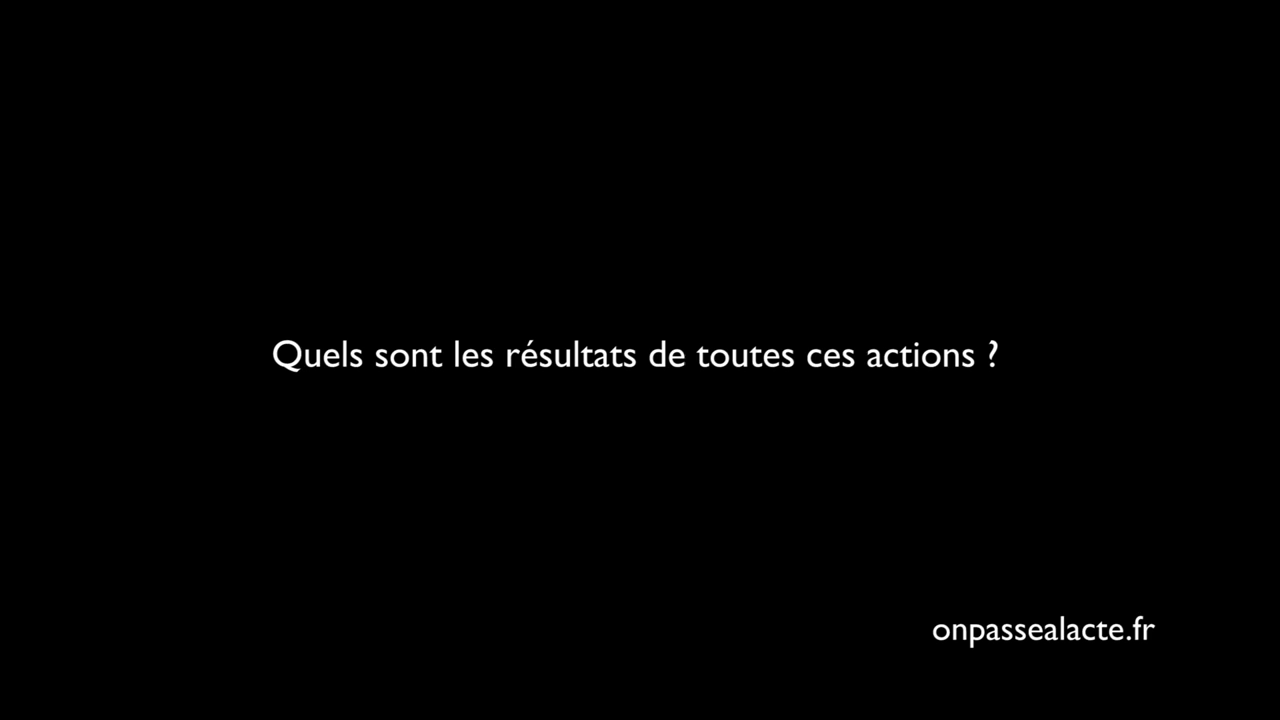 Quels sont les résultats de toutes ces actions ?
onpassealacte.fr